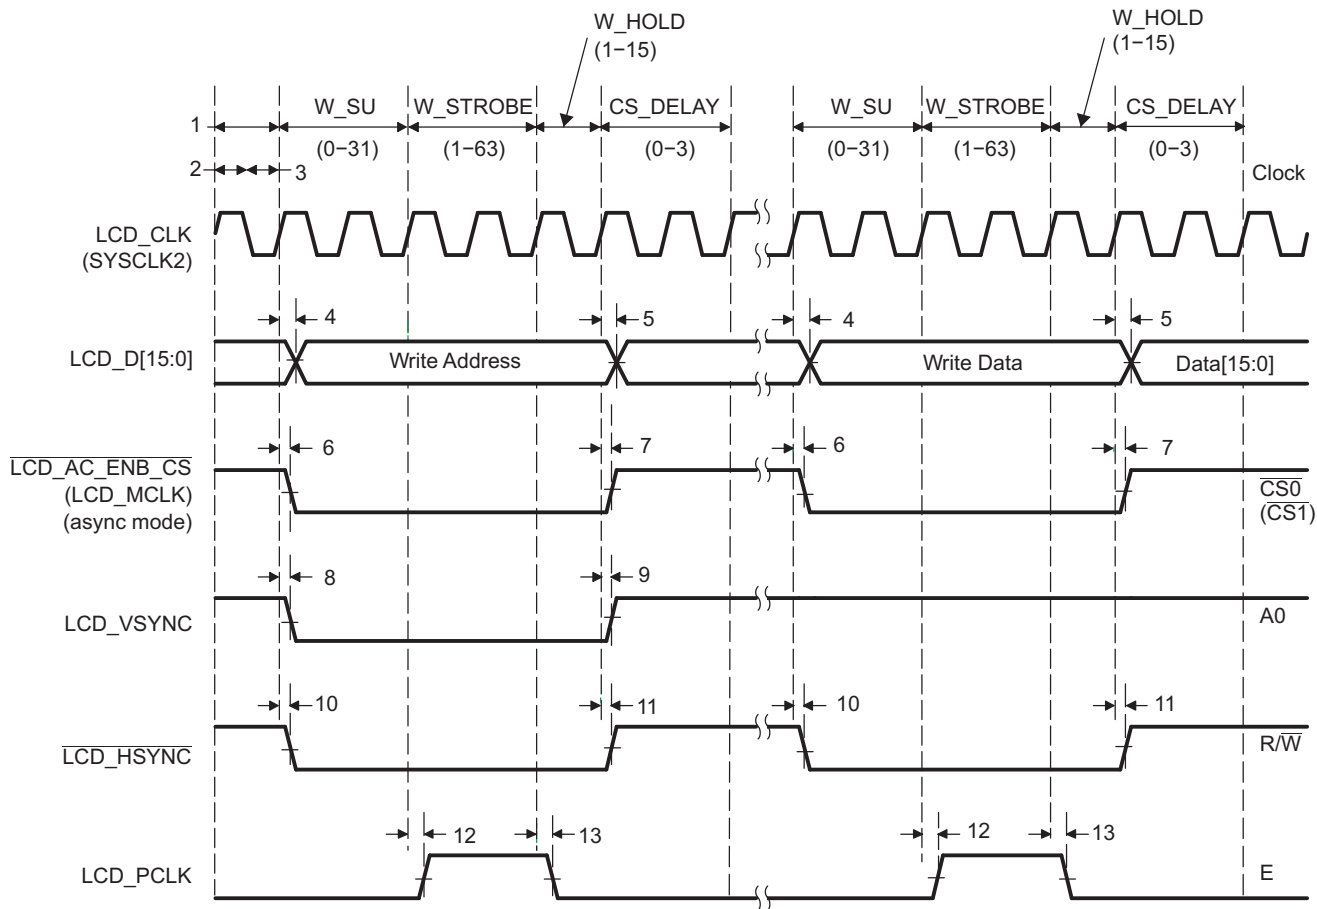 W_HOLD
(1−15)
W_HOLD
(1−15)
W_SU
W_STROBE
CS_DELAY
W_SU
W_STROBE
CS_DELAY
1
(0−31)
(1−63)
(0−3)
(0−31)
(1−63)
(0−3)
2
3
Clock
LCD_CLK
(SYSCLK2)
4
5
4
5
LCD_D[15:0]
Write Address
Write Data
Data[15:0]
6
7
6
7
LCD_AC_ENB_CS
(LCD_MCLK)
(async mode)
CS0
(CS1)
8
9
LCD_VSYNC
A0
10
11
10
11
LCD_HSYNC
R/W
12
13
12
13
LCD_PCLK
E